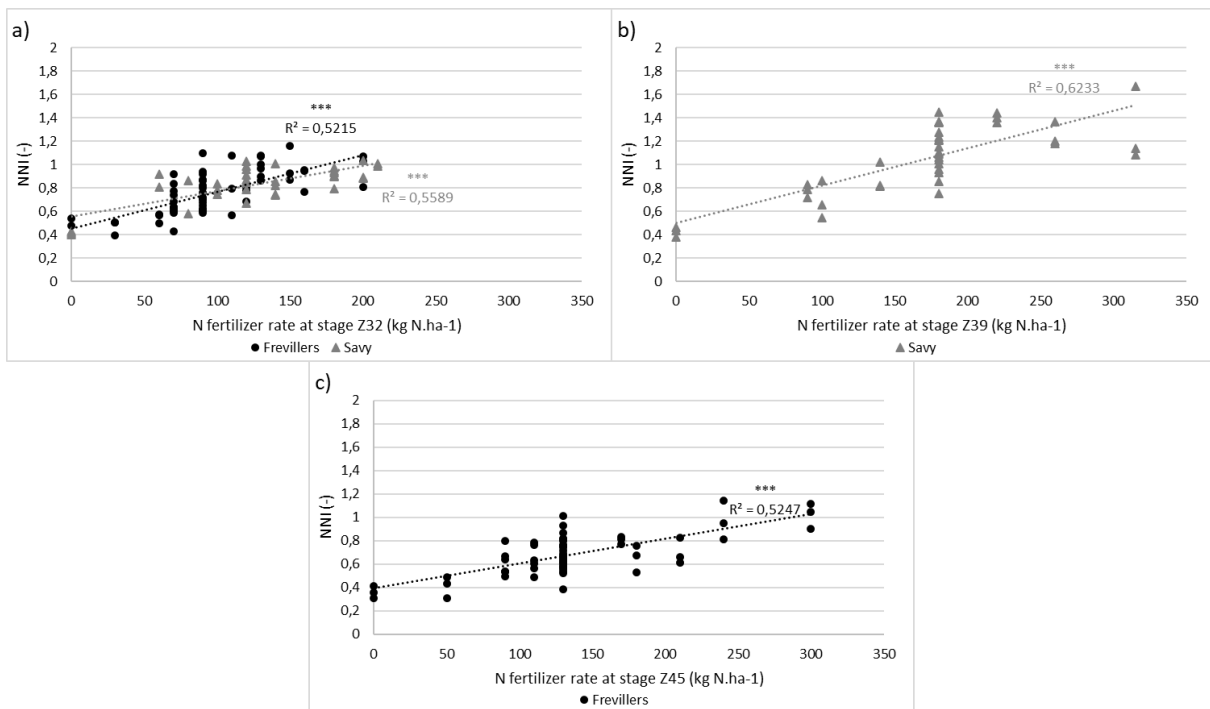 a)
2
1,8
1,6
1,4
1,2
1
0,8
0,6
0,4
0,2
0
NNI (-)
***
R² = 0,5215
***
R² = 0,5589
0 50 100 150 200 250 300 350
N fertilizer rate at stage Z32 (kg N.ha-1)
Frevillers Savy
b)
2
1,8
1,6
1,4
1,2
1
0,8
0,6
0,4
0,2
0
NNI (-)
***
R² = 0,6233
0 50 100 150 200 250 300 350
N fertilizer rate at stage Z39 (kg N.ha-1)
Savy
c)
2
1,8
1,6
1,4
1,2
1
0,8
0,6
0,4
0,2
0
NNI (-)
***
R² = 0,5247
0 50 100 150 200 250 300 350
N fertilizer rate at stage Z45 (kg N.ha-1)
Frevillers